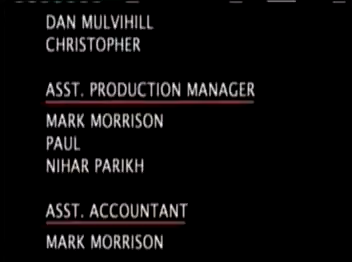 DAN MULVIHILL
CHRISTOPHER
ASST. PRODUCTION MANAGER
MARK MORRISON
PAUL
NIHAR PARIKH
ASST. ACCOUNTANT
MARK MORRISON